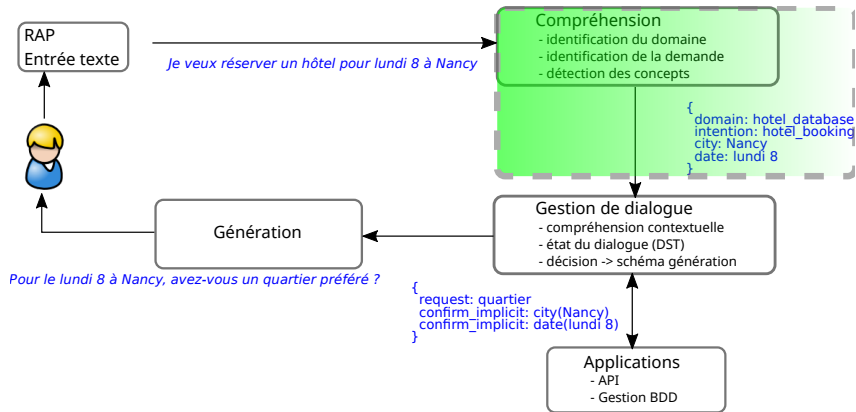 RAP
Entrée texte
Je veux réserver un hôtel pour lundi 8 à Nancy
Compréhension
- identification du domaine
- identification de la demande
- détection des concepts
{
domain: hotel_database
intention: hotel_booking
city: Nancy
date: lundi 8
}
Gestion de dialogue
- compréhension contextuelle
- état du dialogue (DST)
- décision -> schéma génération
Génération
Pour le lundi 8 à Nancy, avez-vous un quartier préféré ?
{
request: quartier
confirm_implicit: city(Nancy)
confirm_implicit: date(lundi 8)
}
Applications
- API
- Gestion BDD